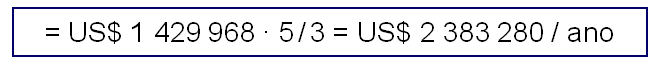 = US$ 1 429 968 · 5/3 = US$ 2 383 280 / ano